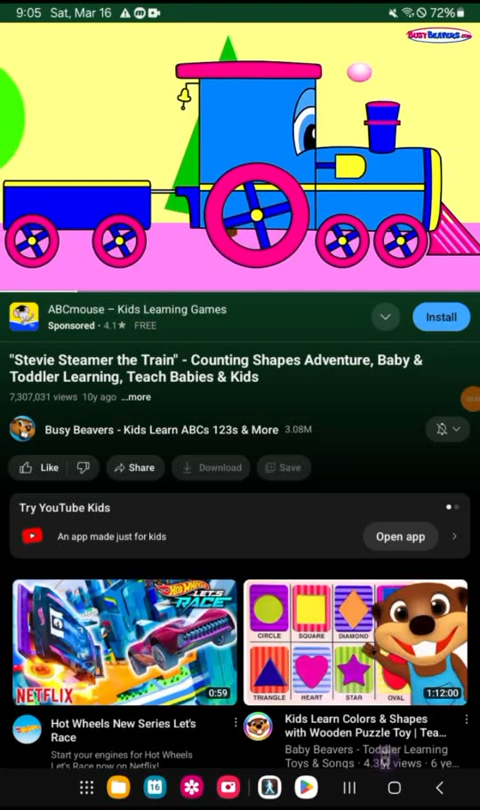 9:05 Sat, Mar 16
72%
BUSYBEAVERS.com
ABCmouse – Kids Learning Games
Sponsored • 4.1★ FREE
Install
"Stevie Steamer the Train" - Counting Shapes Adventure, Baby &
Toddler Learning, Teach Babies & Kids
7,307,031 views 10y ago ...more
Busy Beavers - Kids Learn ABCs 123s & More 3.08M
Like
Share
Download
Save
Try YouTube Kids
An app made just for kids
Open app
HOT WHEELS
LET'S
RACE
NETFLIX
0:59
CIRCLE
SQUARE
DIAMOND
TRIANGLE
HEART
STAR
OVAL
1:12:00
Hot Wheels New Series Let's
Race
Start your engines for Hot Wheels
Let's Race now on Netflix!
Kids Learn Colors & Shapes
with Wooden Puzzle Toy | Tea...
Baby Beavers - Toddler Learning
Toys & Songs
6 ye...
16